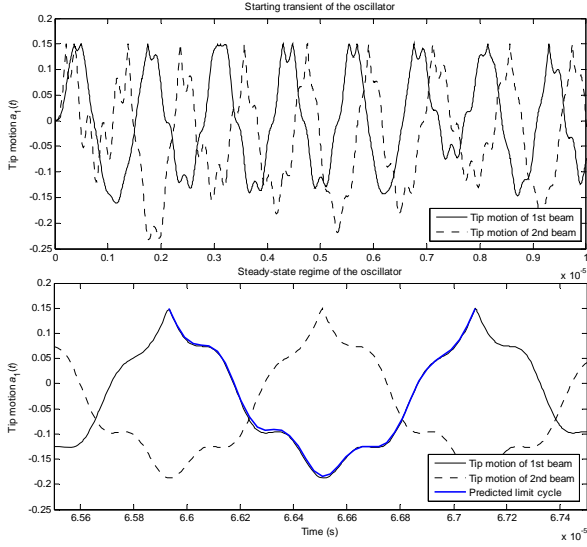 Starting transient of the oscillator
0.2
0.15
0.1
0.05
0
-0.05
-0.1
-0.15
-0.2
-0.25
Tip motion a1(t)
Tip motion of 1st beam
Tip motion of 2nd beam
0 0.1 0.2 0.3 0.4 0.5 0.6 0.7 0.8 0.9 1
x 10-5
Steady-state regime of the oscillator
0.2
0.15
0.1
0.05
0
-0.05
-0.1
-0.15
-0.2
-0.25
Tip motion a1(t)
Tip motion of 1st beam
Tip motion of 2nd beam
Predicted limit cycle
6.56 6.58 6.6 6.62 6.64 6.66 6.68 6.7 6.72 6.74
Time (s)
x 10-5